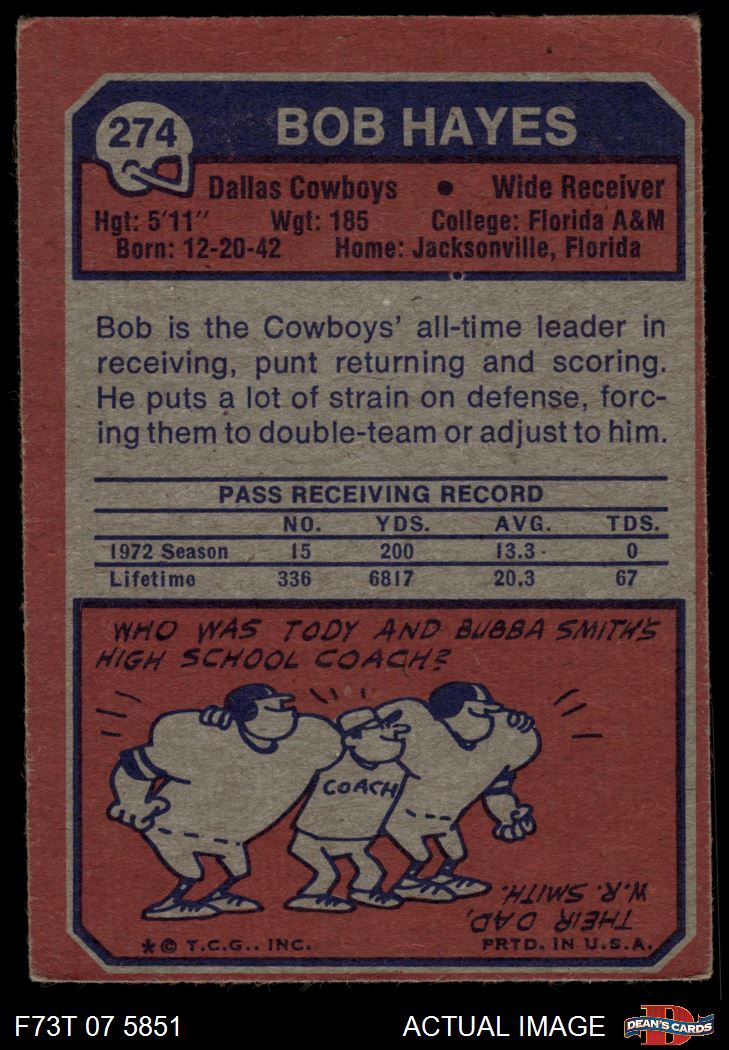 274
BOB HAYES
Dallas Cowboys • Wide Receiver
Hgt: 5'11" Wgt: 185 College: Florida A&M
Born: 12-20-42 Home: Jacksonville, Florida
Bob is the Cowboys' all-time leader in
receiving, punt returning and scoring.
He puts a lot of strain on defense, forc-
ing them to double-team or adjust to him.
PASS RECEIVING RECORD
NO. YDS. AVG. TDS.
1972 Season 15 200 13.3 0
Lifetime 336 6817 20.3 67
WHO WAS TODY AND BUBBA SMITH'S
HIGH SCHOOL COACH?
COACH
THEIR DAD,
W.R. SMITH.
*© T.C.G., INC. PRTD. IN U.S.A.
F73T 07 5851 ACTUAL IMAGE
D
DEAN'S CARDS